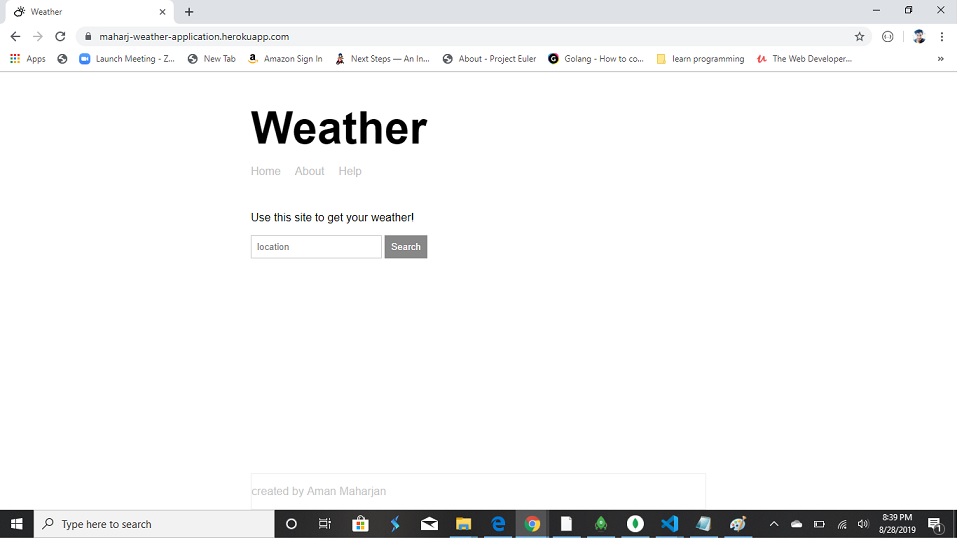 Weather
maharj-weather-application.herokuapp.com
Apps Launch Meeting - Z... New Tab Amazon Sign In Next Steps — An In... About - Project Euler Golang - How to co... learn programming The Web Developer... »
Weather
Home About Help
Use this site to get your weather!
location Search
created by Aman Maharjan
Type here to search
8:39 PM
8/28/2019
1